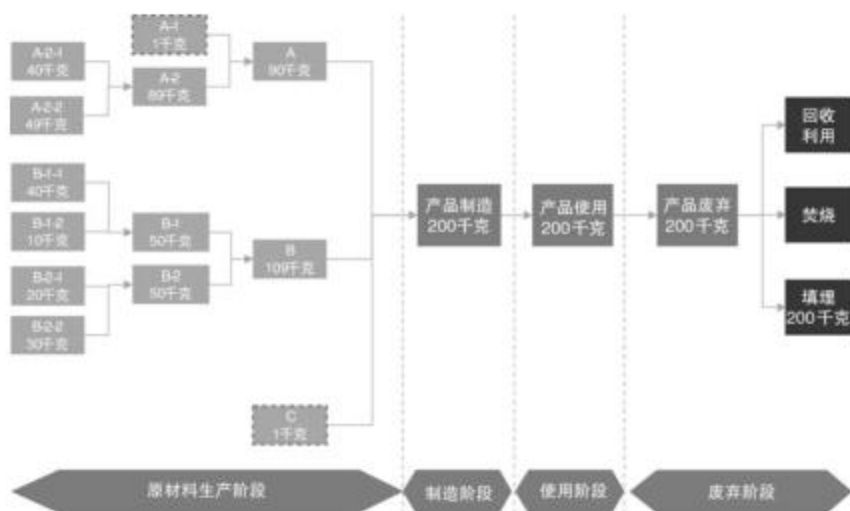 A-1
1千克
A-2-1
40千克
A-2
89千克
A
90千克
A-2-2
49千克
B-1-1
40千克
B-1-2
10千克
B-1
50千克
B-2-1
20千克
B-2
50千克
B-2-2
30千克
B
109千克
C
1千克
产品制造
200千克
产品使用
200千克
产品废弃
200千克
回收
利用
焚烧
填埋
200千克
原材料生产阶段
制造阶段
使用阶段
废弃阶段